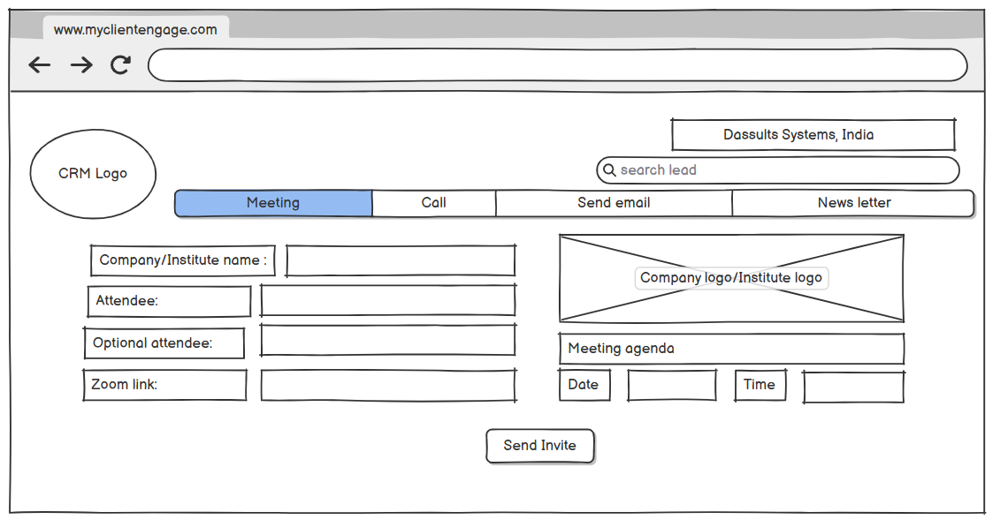 www.myclientengage.com
Dassults Systems, India
CRM Logo
search lead
Meeting
Call
Send email
News letter
Company/Institute name :
Company logo/Institute logo
Attendee:
Optional attendee:
Meeting agenda
Zoom link:
Date
Time
Send Invite